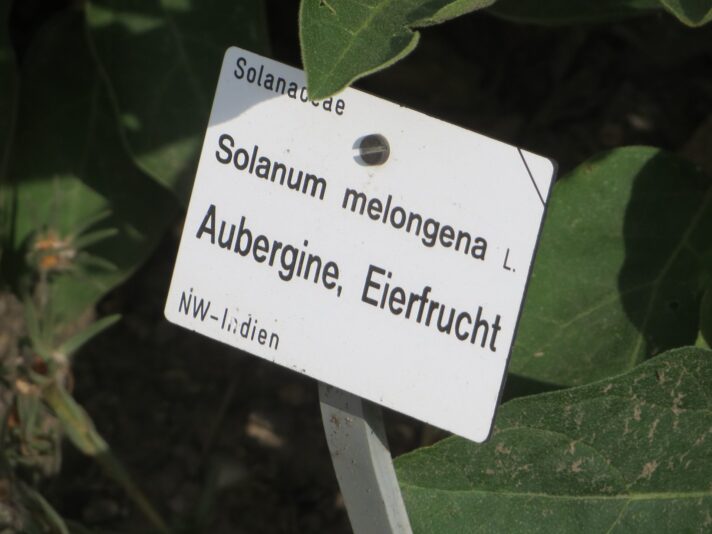 Solanaceae
Solanum melongena L.
Aubergine, Eierfrucht
NW-Indien